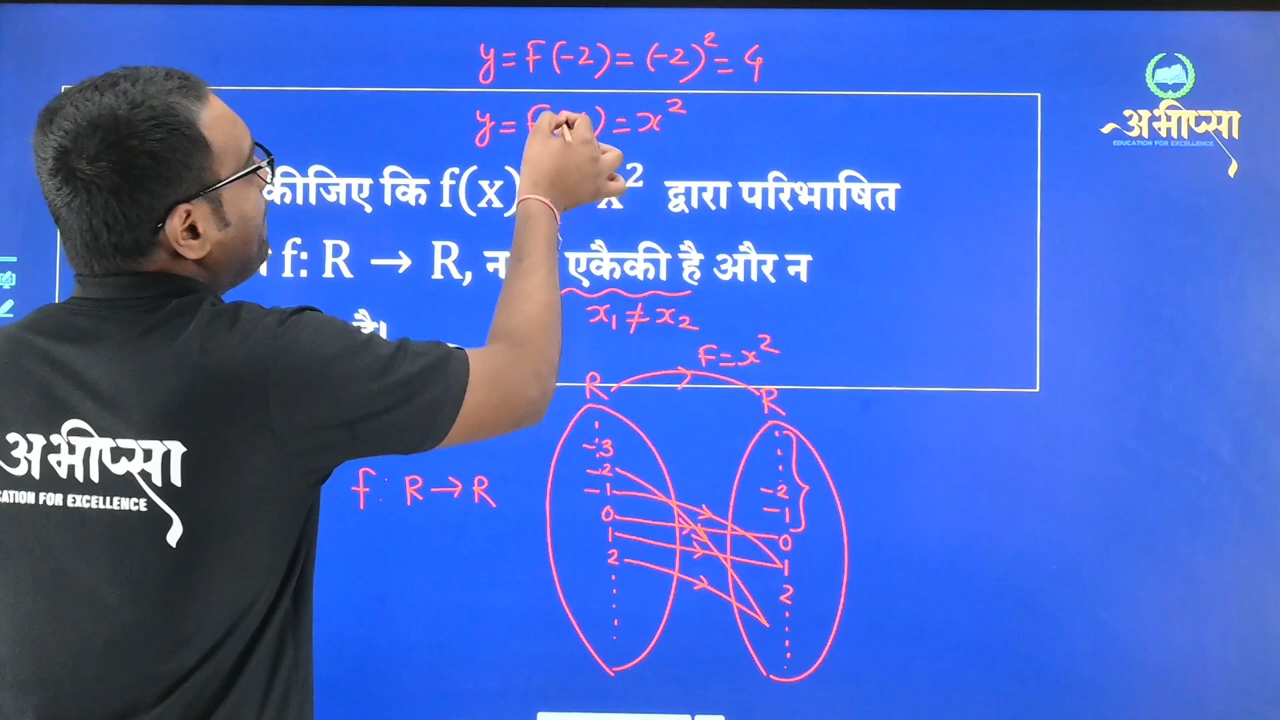 y = f(-2) = (-2)² = 4
y = f( ) = x²
कीजिए कि f(x) x² द्वारा परिभाषित
f: R → R, एकैकी है और न
x₁ ≠ x₂
है।
F = x²
R R
-3
-2
-1
0
1
2
-2
-1
0
1
2
f: R → R
अभीप्सा
EDUCATION FOR EXCELLENCE
अभीप्सा
CATION FOR EXCELLENCE